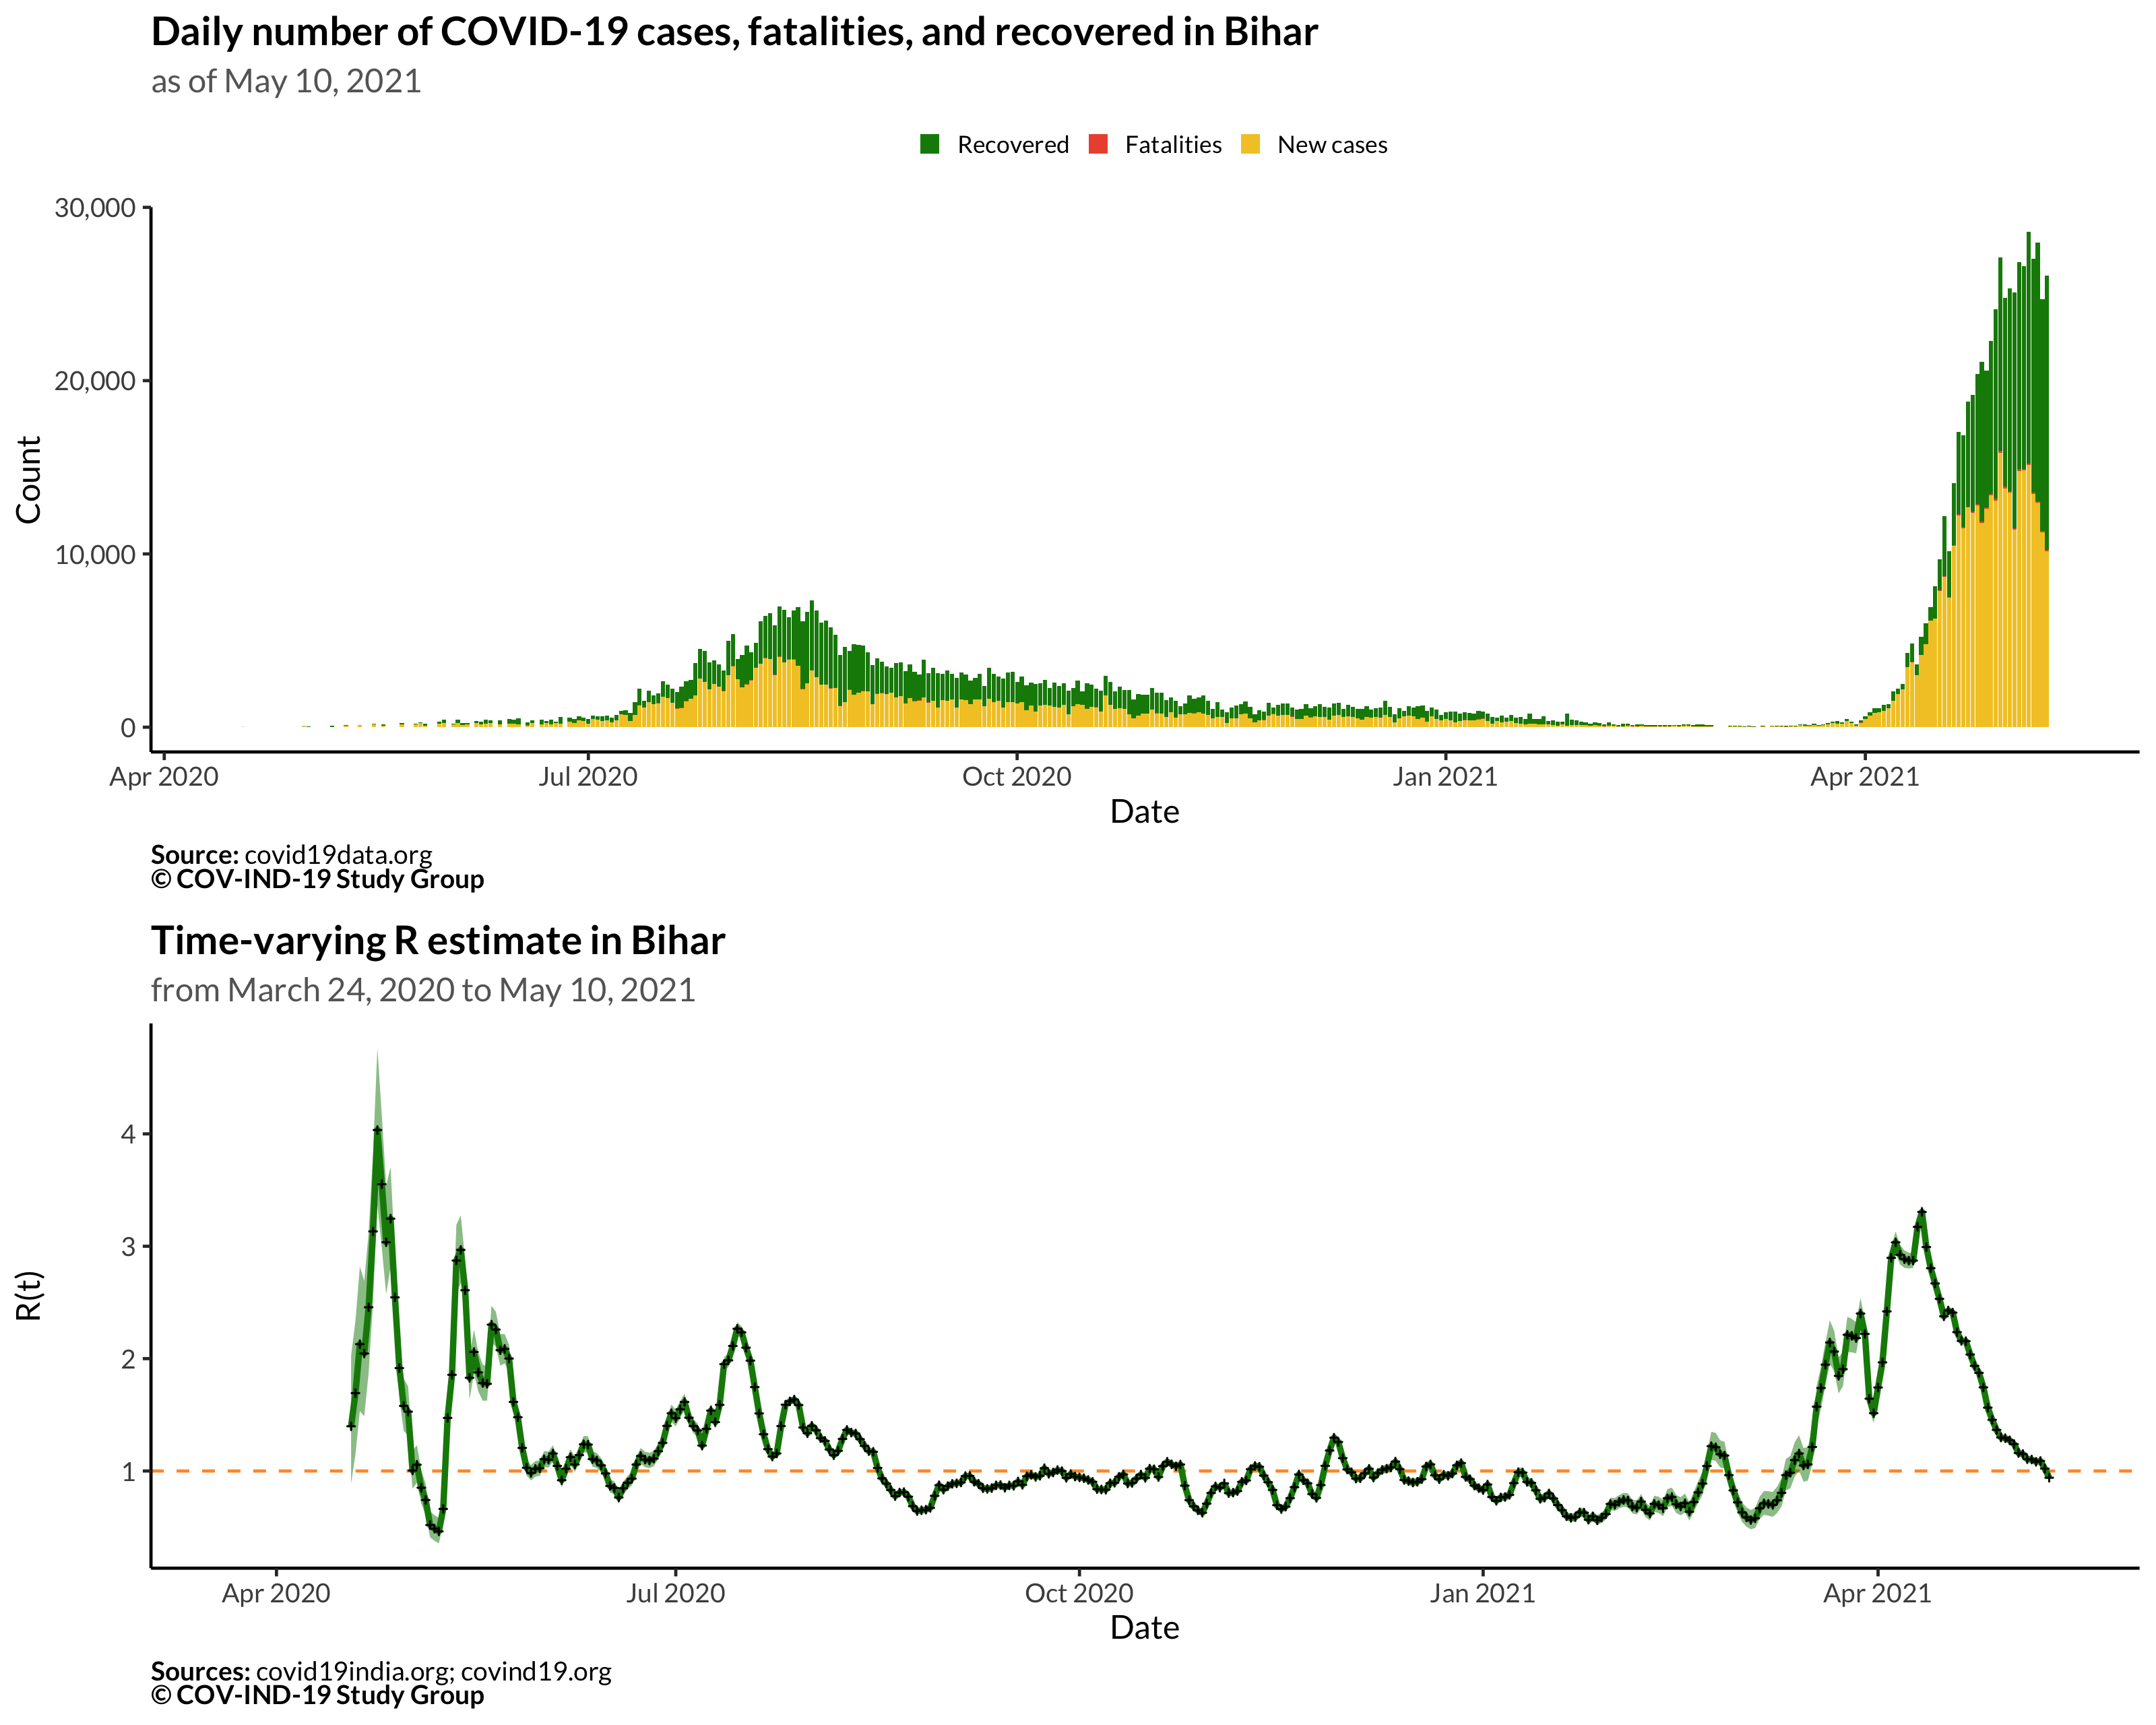 Daily number of COVID-19 cases, fatalities, and recovered in Bihar
as of May 10, 2021
Recovered Fatalities New cases
30,000
20,000
10,000
0
Count
Apr 2020 Jul 2020 Oct 2020 Jan 2021 Apr 2021
Date
Source: covid19data.org
© COV-IND-19 Study Group
Time-varying R estimate in Bihar
from March 24, 2020 to May 10, 2021
4
3
2
1
R(t)
Apr 2020 Jul 2020 Oct 2020 Jan 2021 Apr 2021
Date
Sources: covid19india.org; covind19.org
© COV-IND-19 Study Group